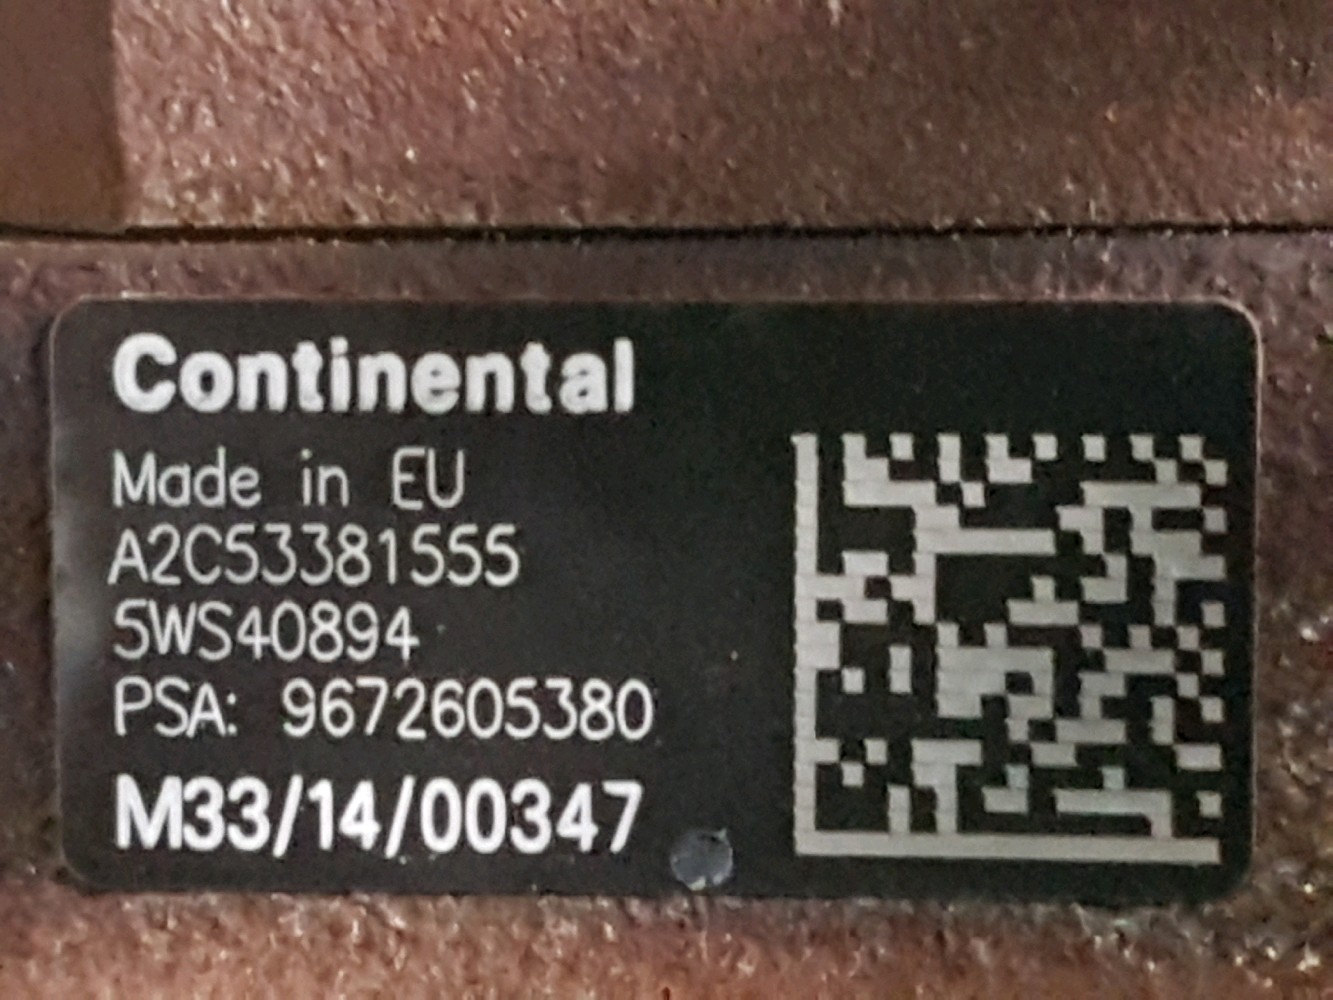 Continental
Made in EU
A2C53381555
5WS40894
PSA: 9672605380
M33/14/00347